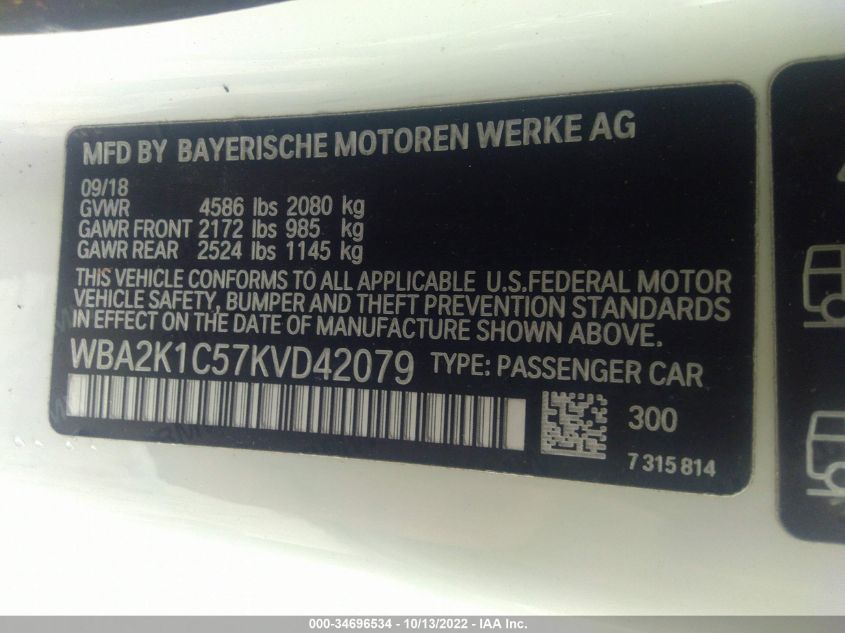 MFD BY BAYERISCHE MOTOREN WERKE AG
09/18
GVWR 4586 lbs 2080 kg
GAWR FRONT 2172 lbs 985 kg
GAWR REAR 2524 lbs 1145 kg
THIS VEHICLE CONFORMS TO ALL APPLICABLE U.S.FEDERAL MOTOR
VEHICLE SAFETY, BUMPER AND THEFT PREVENTION STANDARDS
IN EFFECT ON THE DATE OF MANUFACTURE SHOWN ABOVE.
WBA2K1C57KVD42079 TYPE: PASSENGER CAR
300
7 315 814
000-34696534 - 10/13/2022 - IAA Inc.